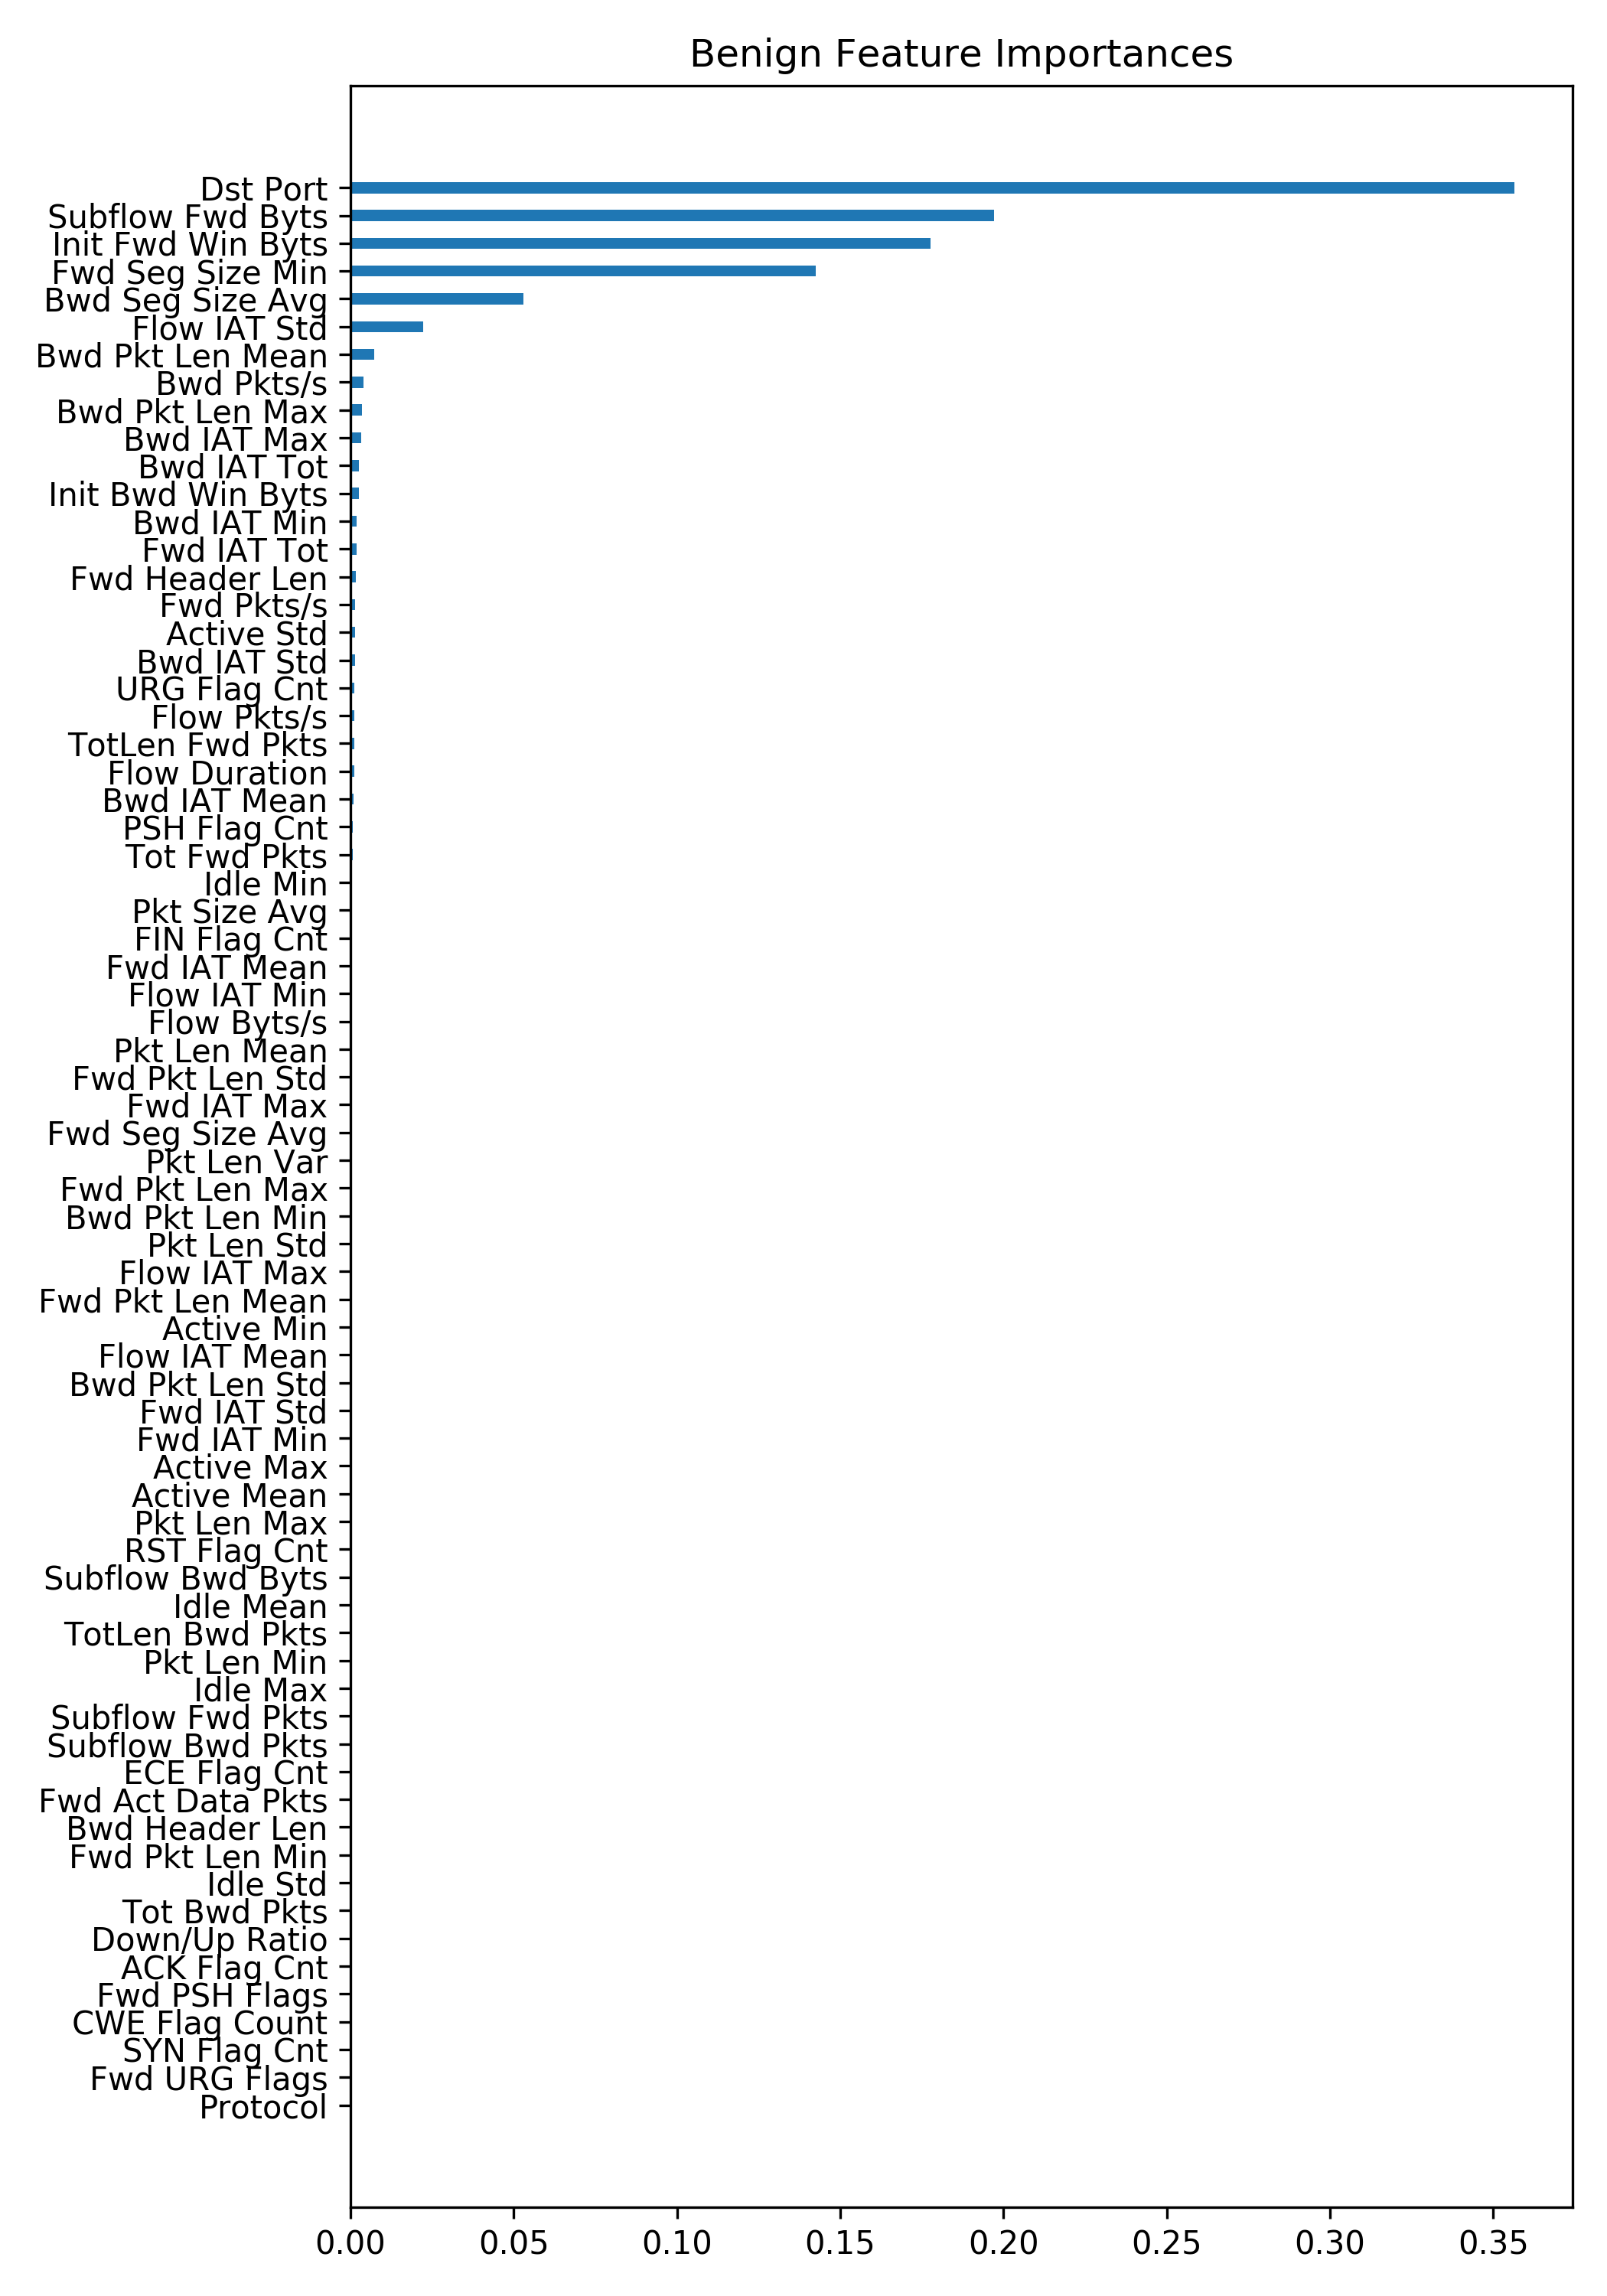 Benign Feature Importances
Dst Port
Subflow Fwd Byts
Init Fwd Win Byts
Fwd Seg Size Min
Bwd Seg Size Avg
Flow IAT Std
Bwd Pkt Len Mean
Bwd Pkts/s
Bwd Pkt Len Max
Bwd IAT Max
Bwd IAT Tot
Init Bwd Win Byts
Bwd IAT Min
Fwd IAT Tot
Fwd Header Len
Fwd Pkts/s
Active Std
Bwd IAT Std
URG Flag Cnt
Flow Pkts/s
TotLen Fwd Pkts
Flow Duration
Bwd IAT Mean
PSH Flag Cnt
Tot Fwd Pkts
Idle Min
Pkt Size Avg
FIN Flag Cnt
Fwd IAT Mean
Flow IAT Min
Flow Byts/s
Pkt Len Mean
Fwd Pkt Len Std
Fwd IAT Max
Fwd Seg Size Avg
Pkt Len Var
Fwd Pkt Len Max
Bwd Pkt Len Min
Pkt Len Std
Flow IAT Max
Fwd Pkt Len Mean
Active Min
Flow IAT Mean
Bwd Pkt Len Std
Fwd IAT Std
Fwd IAT Min
Active Max
Active Mean
Pkt Len Max
RST Flag Cnt
Subflow Bwd Byts
Idle Mean
TotLen Bwd Pkts
Pkt Len Min
Idle Max
Subflow Fwd Pkts
Subflow Bwd Pkts
ECE Flag Cnt
Fwd Act Data Pkts
Bwd Header Len
Fwd Pkt Len Min
Idle Std
Tot Bwd Pkts
Down/Up Ratio
ACK Flag Cnt
Fwd PSH Flags
CWE Flag Count
SYN Flag Cnt
Fwd URG Flags
Protocol
0.00 0.05 0.10 0.15 0.20 0.25 0.30 0.35